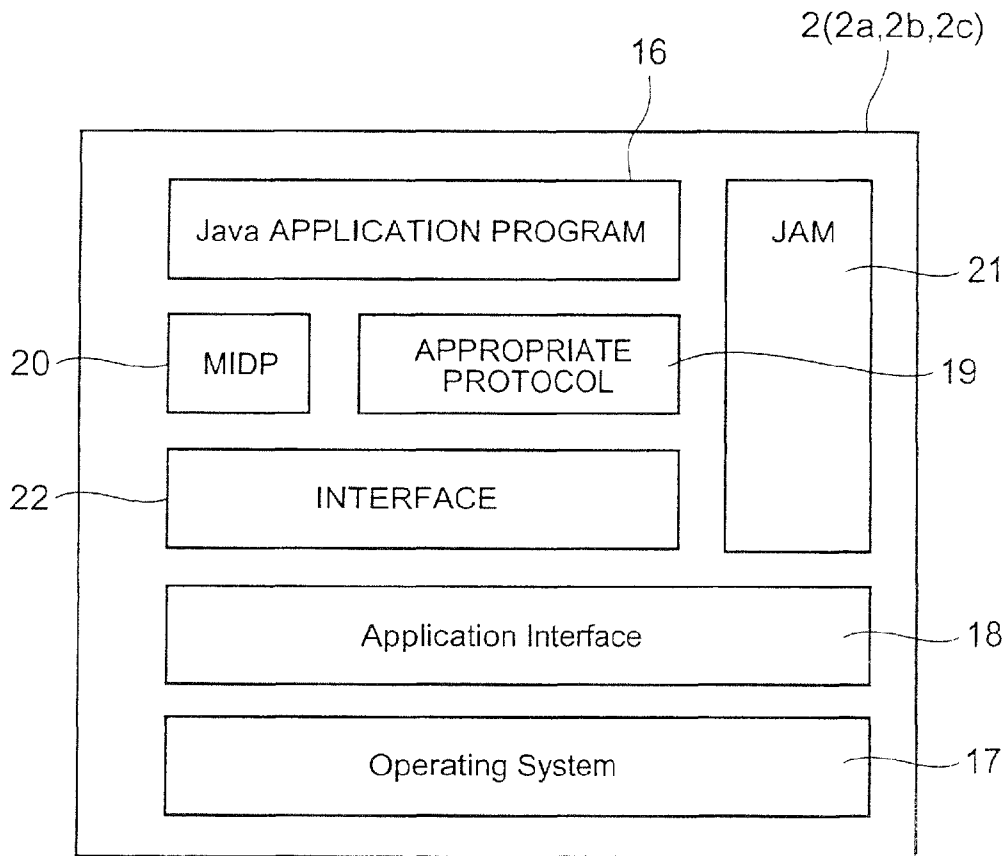 2(2a,2b,2c)
16
Java APPLICATION PROGRAM
JAM
21
20
MIDP
APPROPRIATE
PROTOCOL
19
22
INTERFACE
Application Interface
18
Operating System
17